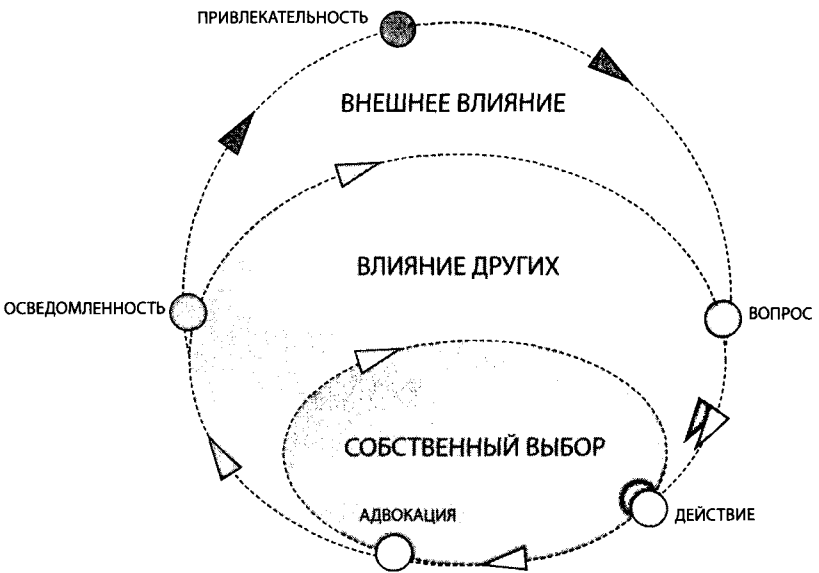 ПРИВЛЕКАТЕЛЬНОСТЬ
ВНЕШНЕЕ ВЛИЯНИЕ
ВЛИЯНИЕ ДРУГИХ
ОСВЕДОМЛЕННОСТЬ
ВОПРОС
СОБСТВЕННЫЙ ВЫБОР
АДВОКАЦИЯ
ДЕЙСТВИЕ